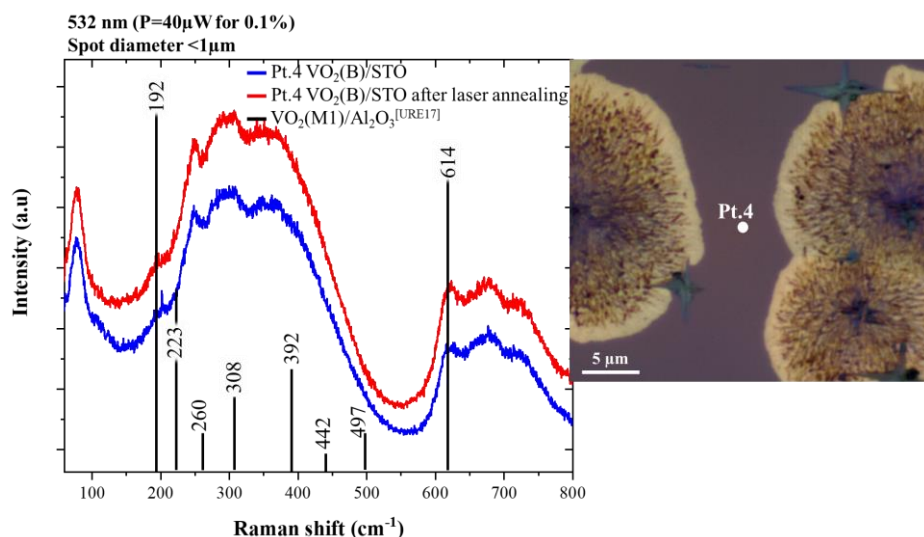 532 nm (P=40µW for 0.1%)
Spot diameter <1µm
Pt.4 VO₂(B)/STO
Pt.4 VO₂(B)/STO after laser annealing
VO₂(M1)/Al₂O₃[URE17]
192
223
260
308
392
442
497
614
Intensity (a.u)
100 200 300 400 500 600 700 800
Raman shift (cm⁻¹)
Pt.4
5 µm